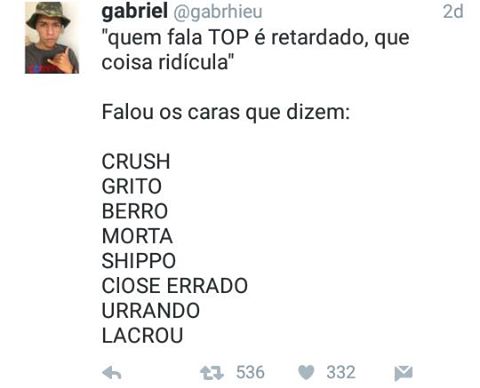 gabriel @gabrhieu 2d
"quem fala TOP é retardado, que
coisa ridícula"
Falou os caras que dizem:
CRUSH
GRITO
BERRO
MORTA
SHIPPO
ClOSE ERRADO
URRANDO
LACROU
536 332